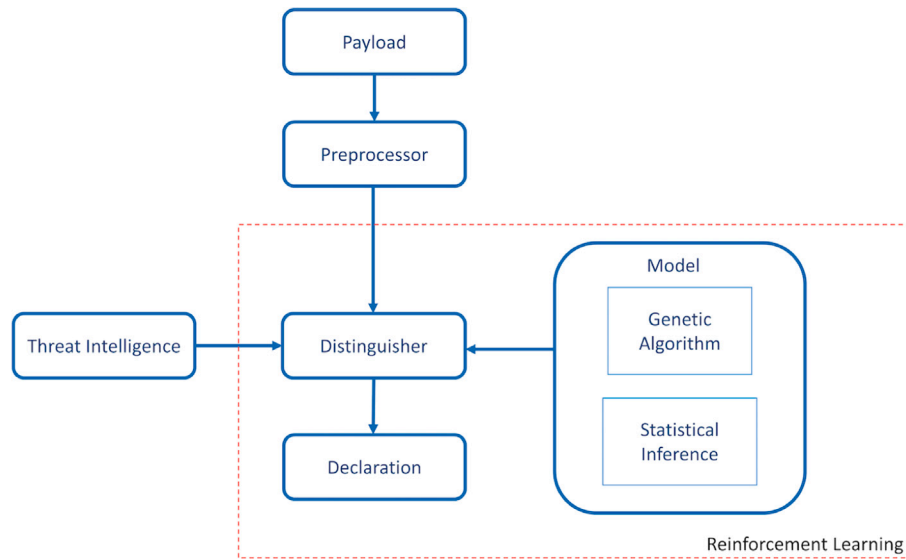 Payload
Preprocessor
Model
Genetic
Algorithm
Threat Intelligence
Distinguisher
Statistical
Inference
Declaration
Reinforcement Learning